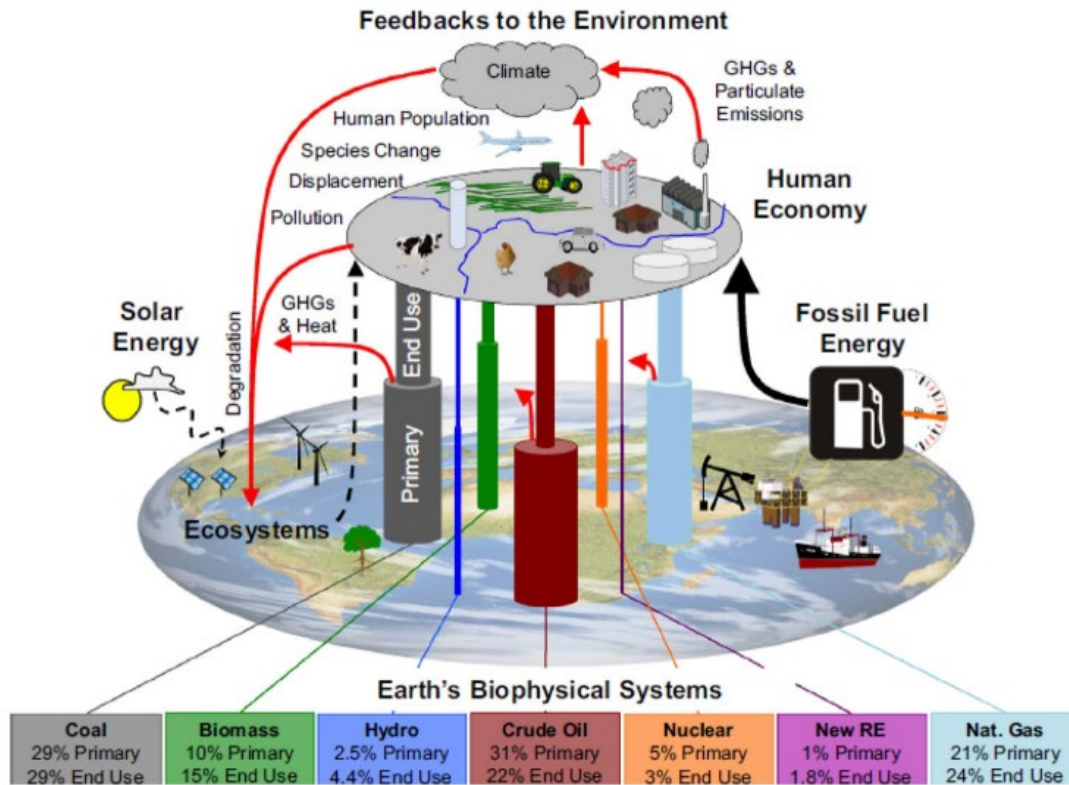 Feedbacks to the Environment
Climate
GHGs &
Particulate
Emissions
Human Population
Species Change
Displacement
Pollution
Human
Economy
Solar
Energy
GHGs
& Heat
Degradation
End Use
Primary
Fossil Fuel
Energy
Ecosystems
Earth's Biophysical Systems
Coal
29% Primary
29% End Use
Biomass
10% Primary
15% End Use
Hydro
2.5% Primary
4.4% End Use
Crude Oil
31% Primary
22% End Use
Nuclear
5% Primary
3% End Use
New RE
1% Primary
1.8% End Use
Nat. Gas
21% Primary
24% End Use